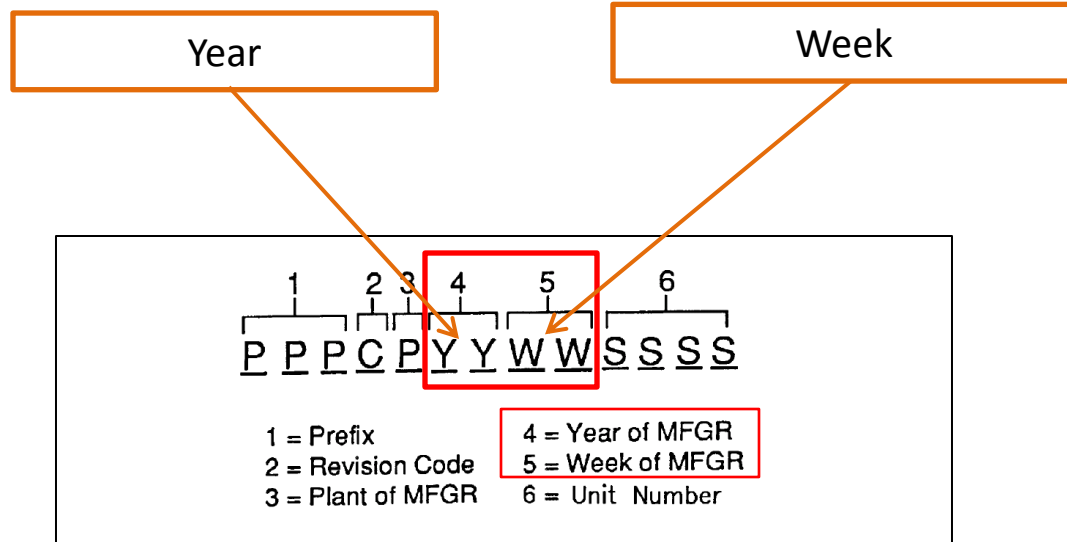 Year
Week
1 2 3 4 5 6
P P P C P Y Y W W S S S S
1 = Prefix
2 = Revision Code
3 = Plant of MFGR
4 = Year of MFGR
5 = Week of MFGR
6 = Unit Number